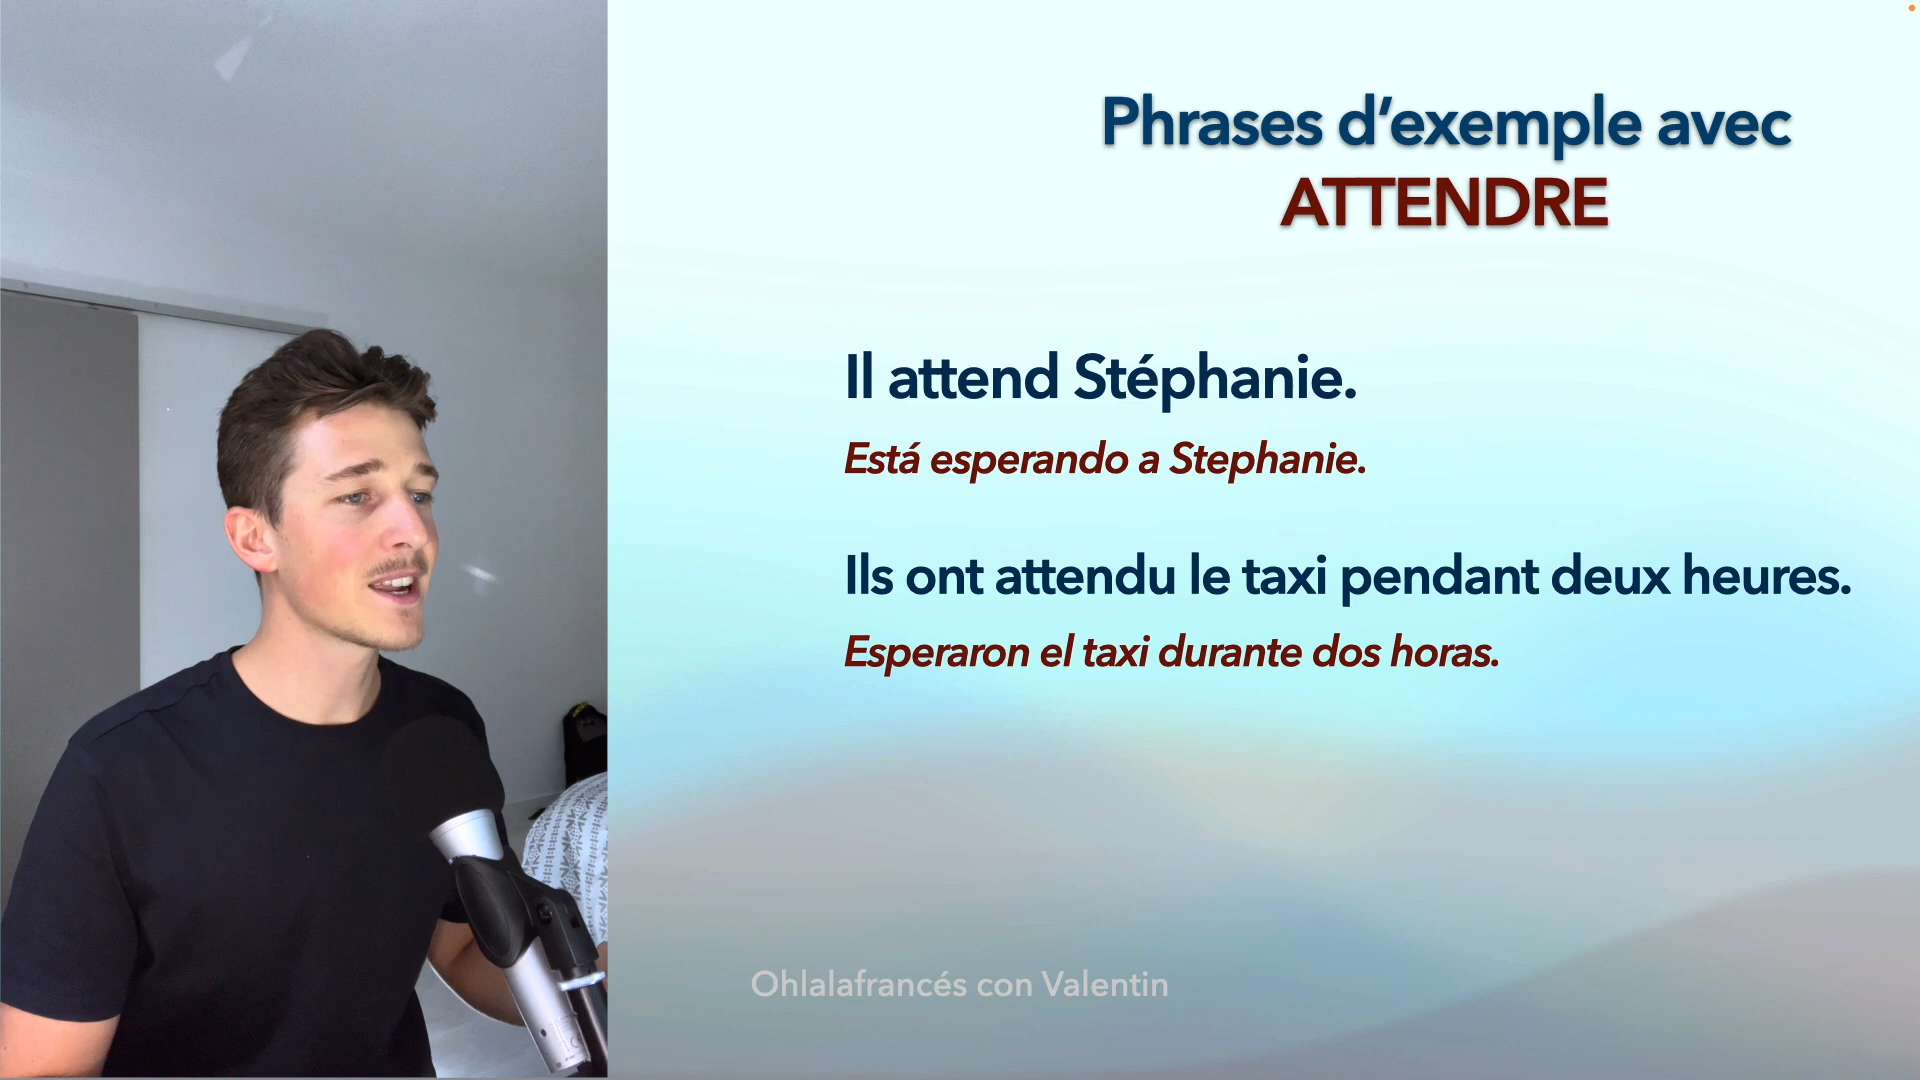 Phrases d’exemple avec
ATTENDRE
Il attend Stéphanie.
Está esperando a Stephanie.
Ils ont attendu le taxi pendant deux heures.
Esperaron el taxi durante dos horas.
Ohlalafrancés con Valentin